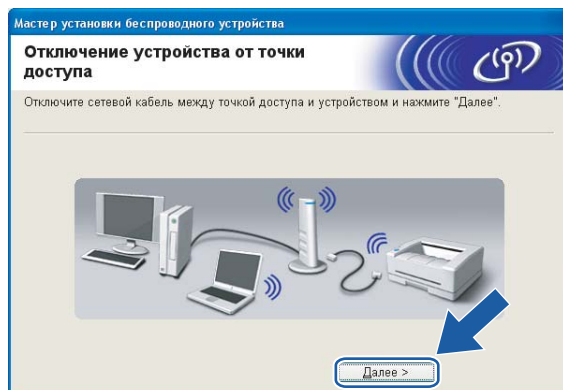 Мастер установки беспроводного устройства
Отключение устройства от точки
доступа
Отключите сетевой кабель между точкой доступа и устройством и нажмите "Далее".
Далее >